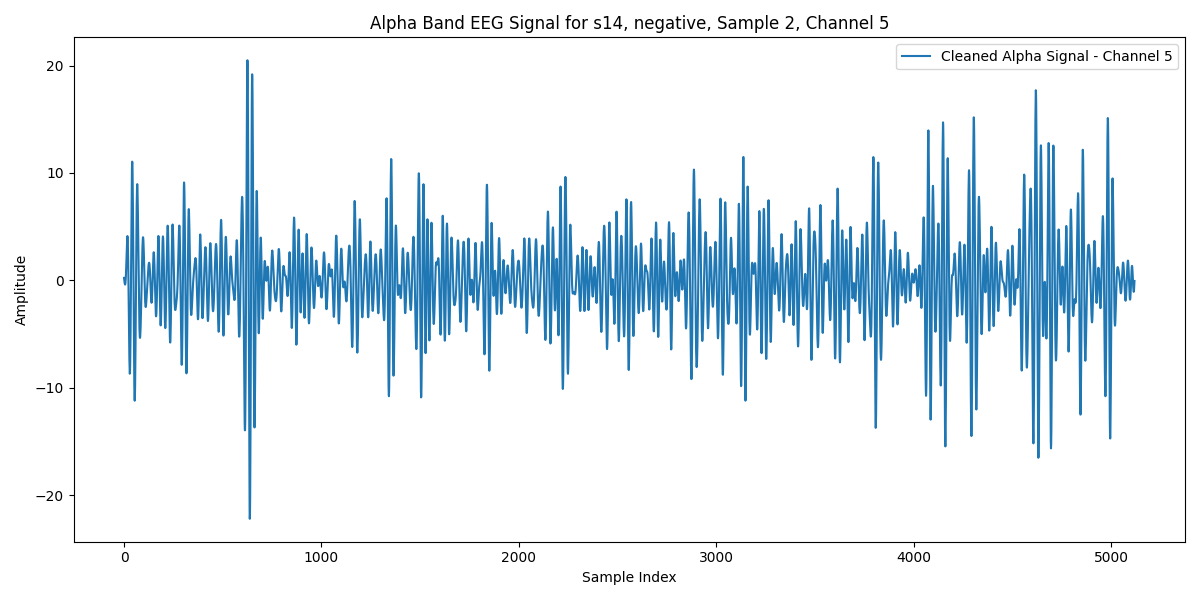 Alpha Band EEG Signal for s14, negative, Sample 2, Channel 5
Cleaned Alpha Signal - Channel 5
Amplitude
20
10
0
−10
−20
0 1000 2000 3000 4000 5000
Sample Index